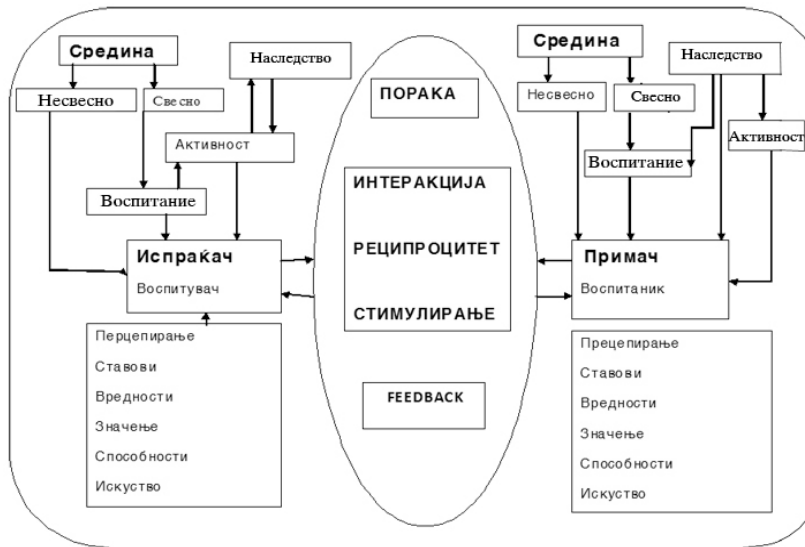 Средина
Наследство
Несвесно
Свесно
Активност
Воспитание
Испраќач
Воспитувач
Перцепирање
Ставови
Вредности
Значење
Способности
Искуство
ПОРАКА
ИНТЕРАКЦИЈА
РЕЦИПРОЦИТЕТ
СТИМУЛИРАЊЕ
FEEDBACK
Средина
Наследство
Несвесно
Свесно
Активност
Воспитание
Примач
Воспитаник
Прецепирање
Ставови
Вредности
Значење
Способности
Искуство